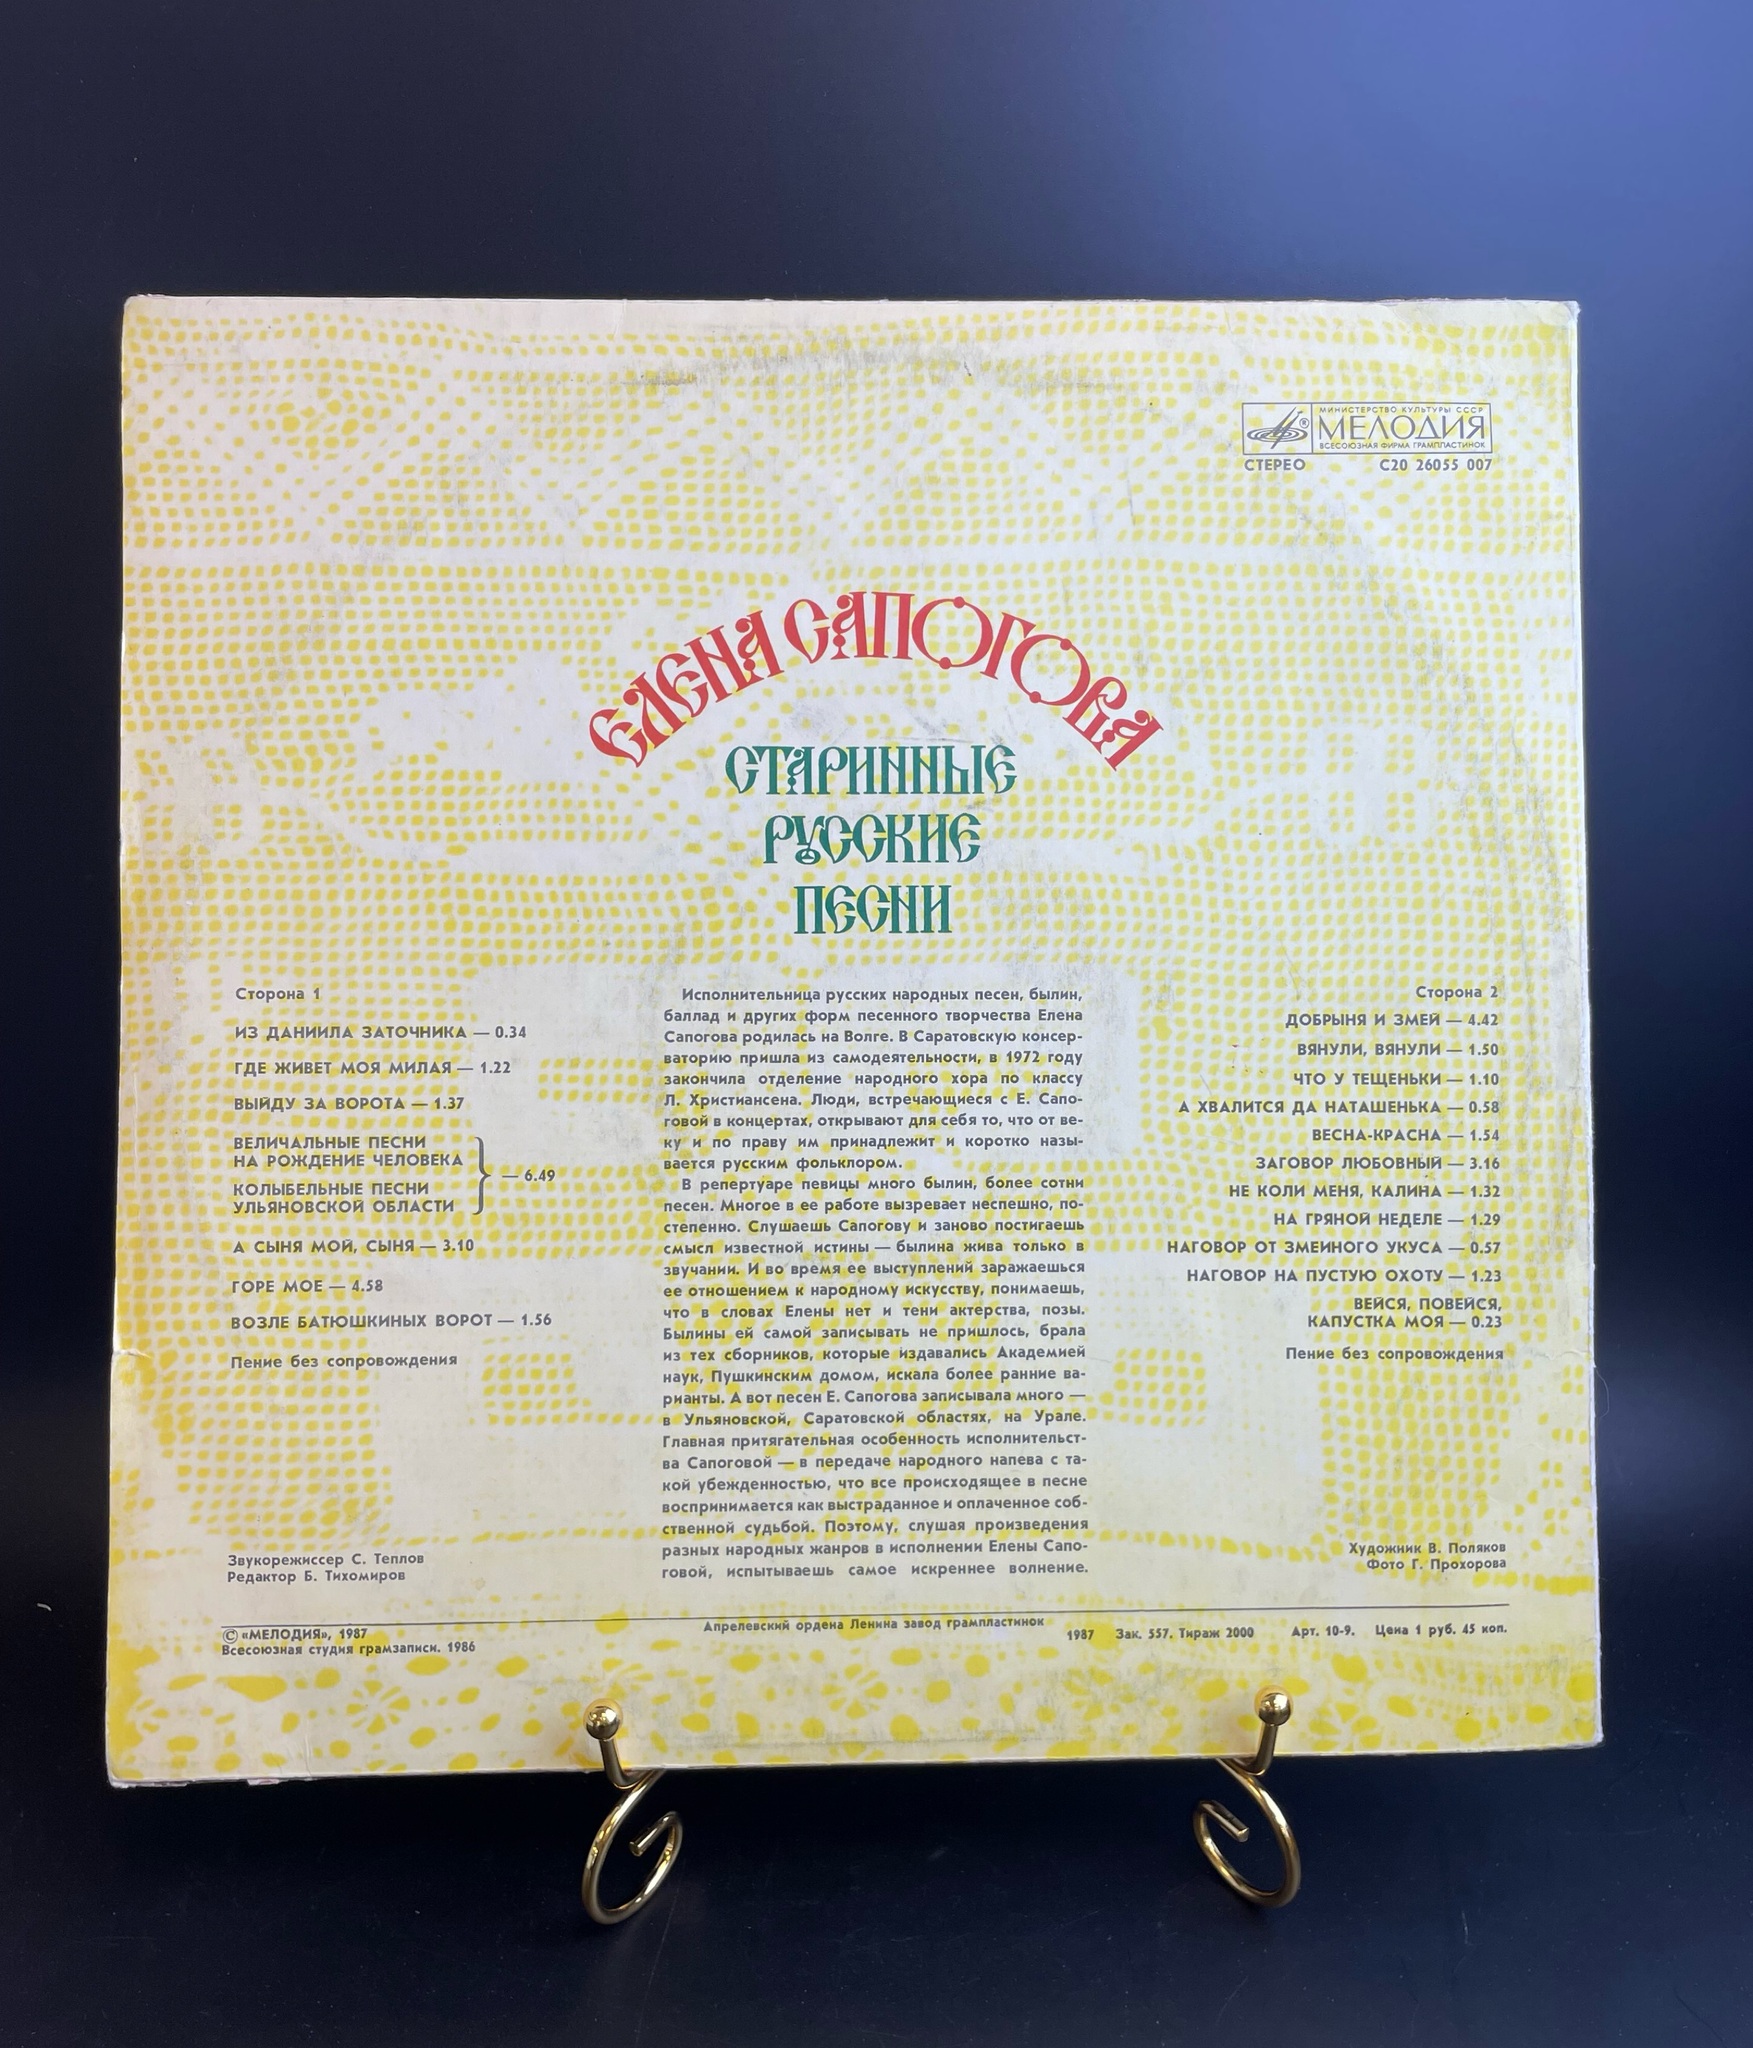 МИНИСТЕРСТВО КУЛЬТУРЫ СССР
МЕЛОДИЯ
ВСЕСОЮЗНАЯ ФИРМА ГРАМПЛАСТИНОК
СТЕРЕО С20 26055 007
ЕЛЕНА САПОГОВА
СТАРИННЫЕ
РУССКИЕ
ПЕСНИ
Сторона 1
ИЗ ДАНИИЛА ЗАТОЧНИКА — 0.34
ГДЕ ЖИВЕТ МОЯ МИЛАЯ — 1.22
ВЫЙДУ ЗА ВОРОТА — 1.37
ВЕЛИЧАЛЬНЫЕ ПЕСНИ
НА РОЖДЕНИЕ ЧЕЛОВЕКА
— 6.49
КОЛЫБЕЛЬНЫЕ ПЕСНИ
УЛЬЯНОВСКОЙ ОБЛАСТИ
А СЫНЯ МОЙ, СЫНЯ — 3.10
ГОРЕ МОЕ — 4.58
ВОЗЛЕ БАТЮШКИНЫХ ВОРОТ — 1.56
Пение без сопровождения
Звукорежиссер С. Теплов
Редактор Б. Тихомиров
Исполнительница русских народных песен, былин,
баллад и других форм песенного творчества Елена
Сапогова родилась на Волге. В Саратовскую консер-
ваторию пришла из самодеятельности, в 1972 году
закончила отделение народного хора по классу
Л. Христиансена. Люди, встречающиеся с Е. Сапо-
говой в концертах, открывают для себя то, что от ве-
ку и по праву им принадлежит и коротко назы-
вается русским фольклором.
В репертуаре певицы много былин, более сотни
песен. Многое в ее работе вызревает неспешно, по-
степенно. Слушаешь Сапогову и заново постигаешь
смысл известной истины — былина жива только в
звучании. И во время ее выступлений заражаешься
ее отношением к народному искусству, понимаешь,
что в словах Елены нет и тени актерства, позы.
Былины ей самой записывать не пришлось, брала
из тех сборников, которые издавались Академией
наук, Пушкинским домом, искала более ранние ва-
рианты. А вот песен Е. Сапогова записывала много —
в Ульяновской, Саратовской областях, на Урале.
Главная притягательная особенность исполнительст-
ва Сапоговой — в передаче народного напева с та-
кой убежденностью, что все происходящее в песне
воспринимается как выстраданное и оплаченное соб-
ственной судьбой. Поэтому, слушая произведения
разных народных жанров в исполнении Елены Сапо-
говой, испытываешь самое искреннее волнение.
Сторона 2
ДОБРЫНЯ И ЗМЕЙ — 4.42
ВЯНУЛИ, ВЯНУЛИ — 1.50
ЧТО У ТЕЩЕНЬКИ — 1.10
А ХВАЛИТСЯ ДА НАТАШЕНЬКА — 0.58
ВЕСНА-КРАСНА — 1.54
ЗАГОВОР ЛЮБОВНЫЙ — 3.16
НЕ КОЛИ МЕНЯ, КАЛИНА — 1.32
НА ГРЯНОЙ НЕДЕЛЕ — 1.29
НАГОВОР ОТ ЗМЕИНОГО УКУСА — 0.57
НАГОВОР НА ПУСТУЮ ОХОТУ — 1.23
ВЕЙСЯ, ПОВЕЙСЯ,
КАПУСТКА МОЯ — 0.23
Пение без сопровождения
Художник В. Поляков
Фото Г. Прохорова
© «МЕЛОДИЯ», 1987
Всесоюзная студия грамзаписи. 1986
Апрелевский ордена Ленина завод грампластинок
1987 Зак. 557. Тираж 2000 Арт. 10-9. Цена 1 руб. 45 коп.